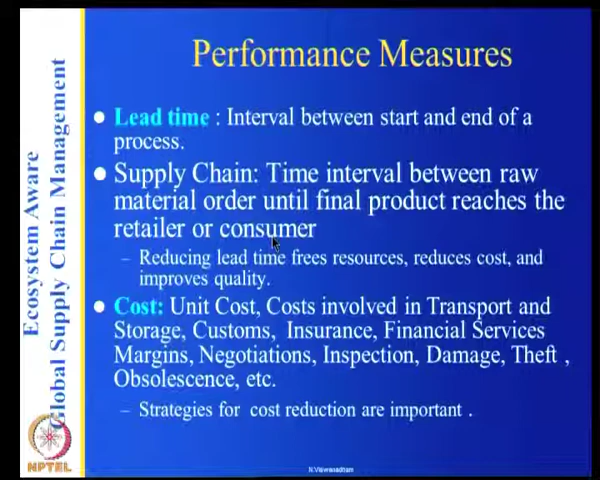 Performance Measures
Lead time : Interval between start and end of a
process.
Supply Chain: Time interval between raw
material order until final product reaches the
retailer or consumer
– Reducing lead time frees resources, reduces cost, and
improves quality.
Cost: Unit Cost, Costs involved in Transport and
Storage, Customs, Insurance, Financial Services
Margins, Negotiations, Inspection, Damage, Theft ,
Obsolescence, etc.
– Strategies for cost reduction are important .
Ecosystem Aware
Global Supply Chain Management
NPTEL
N.Viswanadham